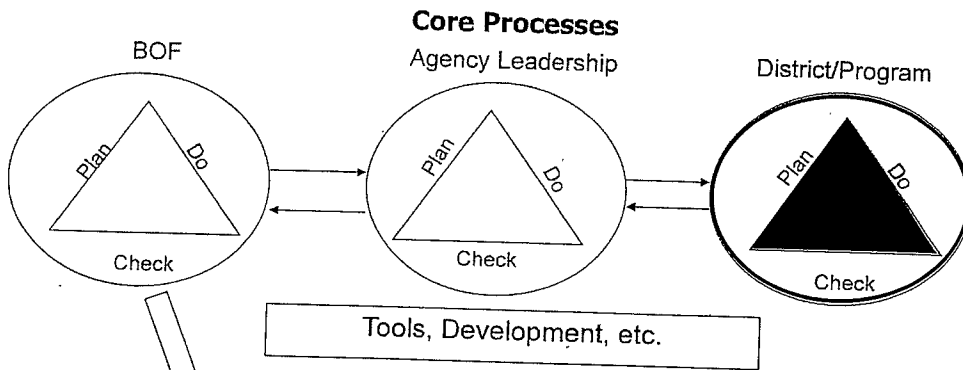 Core Processes
BOF
Agency Leadership
District/Program
Plan
Do
Check
Plan
Do
Check
Plan
Do
Check
Tools, Development, etc.